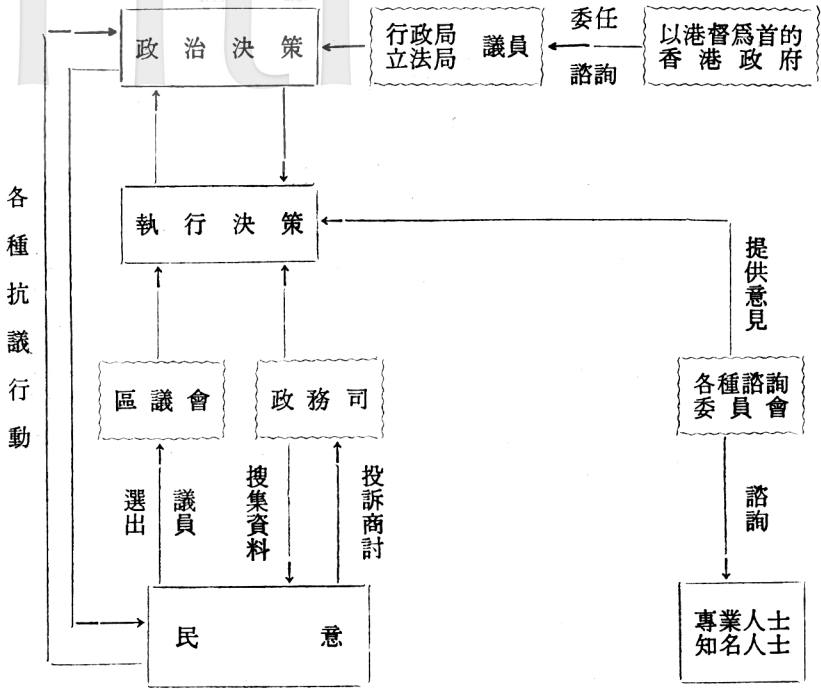 政治決策
行政局
立法局
議員
委任
諮詢
以港督爲首的
香港政府
各種抗議行動
執行決策
提供意見
區議會
政務司
各種諮詢
委員會
選出
議員
搜集資料
投訴商討
諮詢
民意
專業人士
知名人士